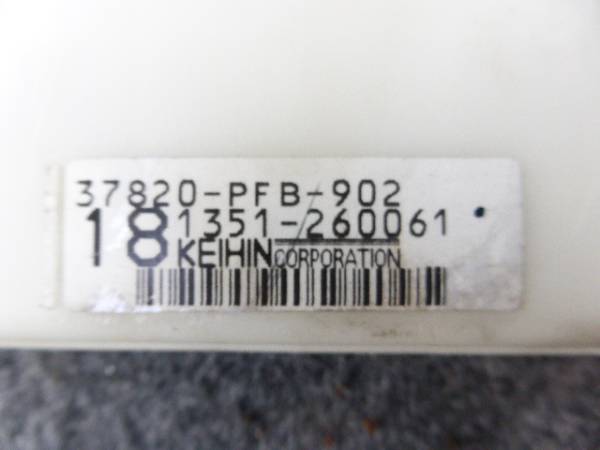 37820-PFB-902
18 1351-260061
KEIHIN CORPORATION